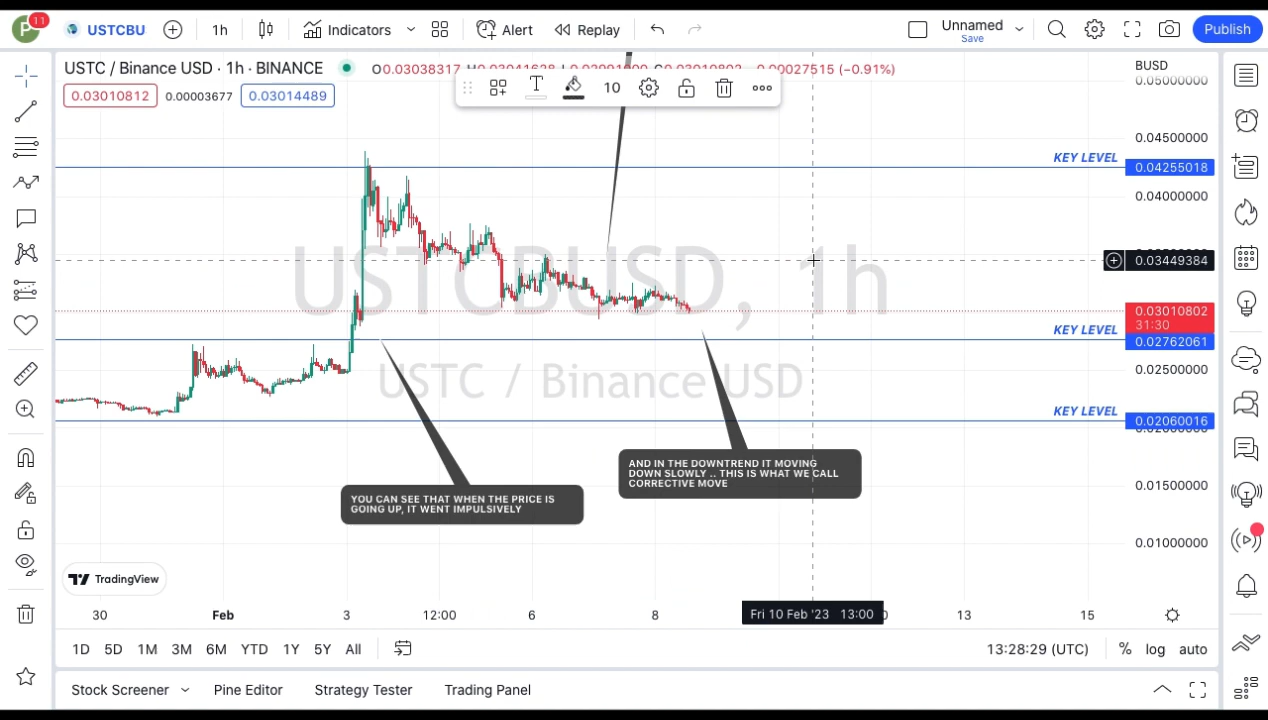 P 11 USTCBU 1h Indicators Alert Replay Unnamed Publish
Save
USTC / Binance USD · 1h · BINANCE
0.03010812 0.00003677 0.03014489
10
BUSD
0.04500000
KEY LEVEL
0.04255018
0.04000000
USTCBUSD, 1h
0.03449384
0.03010802
31:30
KEY LEVEL
0.02762061
0.02500000
USTC / Binance USD
KEY LEVEL
0.02060016
AND IN THE DOWNTREND IT MOVING
DOWN SLOWLY .. THIS IS WHAT WE CALL
CORRECTIVE MOVE
0.01500000
YOU CAN SEE THAT WHEN THE PRICE IS
GOING UP, IT WENT IMPULSIVELY
0.01000000
TradingView
30 Feb 3 12:00 6 8 Fri 10 Feb '23 13:00 13 15
1D 5D 1M 3M 6M YTD 1Y 5Y All 13:28:29 (UTC) % log auto
Stock Screener Pine Editor Strategy Tester Trading Panel